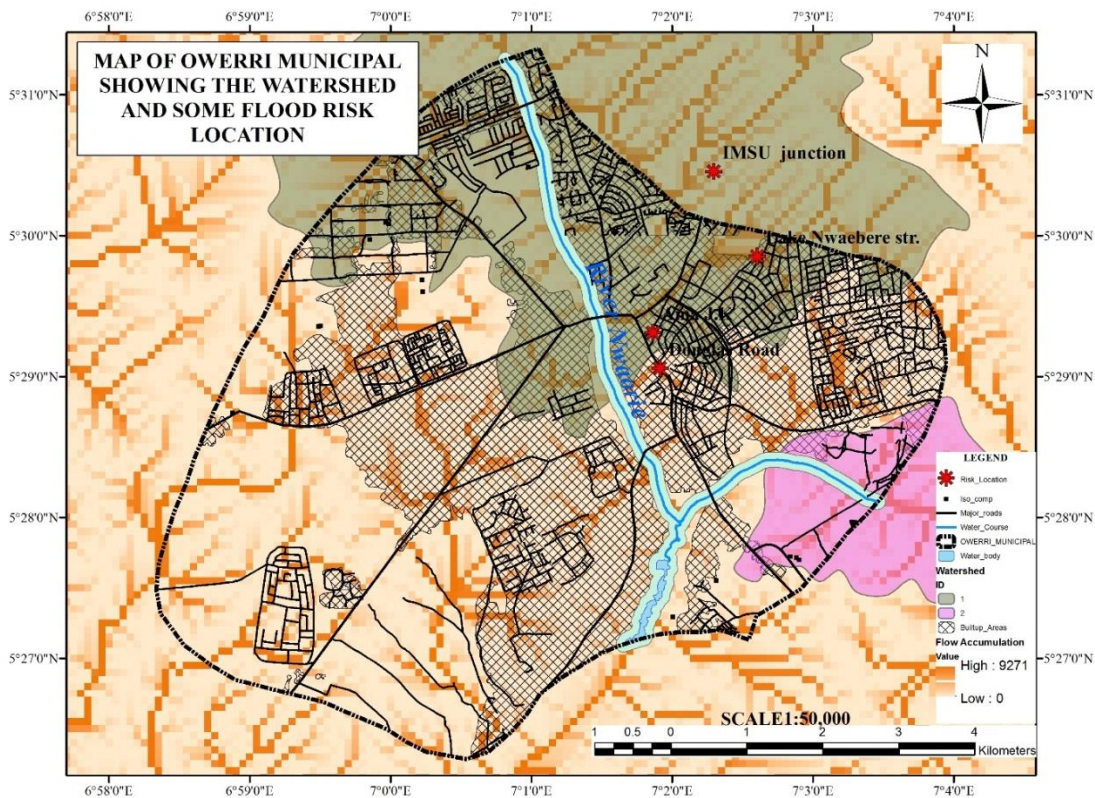 6°58'0"E 6°59'0"E 7°0'0"E 7°1'0"E 7°2'0"E 7°3'0"E 7°4'0"E
MAP OF OWERRI MUNICIPAL
SHOWING THE WATERSHED
AND SOME FLOOD RISK
LOCATION
N
5°31'0"N 5°31'0"N
IMSU junction
5°30'0"N 5°30'0"N
Nwaebere str.
River Nwaorie
Road
5°29'0"N 5°29'0"N
LEGEND
Risk_Location
Iso_comp
Major_roads
Water_Course
OWERRI_MUNICIPAL
Water_body
Watershed
ID
1
2
Builtup_Areas
Flow Accumulation
Value
High : 9271
Low : 0
5°28'0"N 5°28'0"N
5°27'0"N 5°27'0"N
SCALE1:50,000
1 0.5 0 1 2 3 4
Kilometers
6°58'0"E 6°59'0"E 7°0'0"E 7°1'0"E 7°2'0"E 7°3'0"E 7°4'0"E